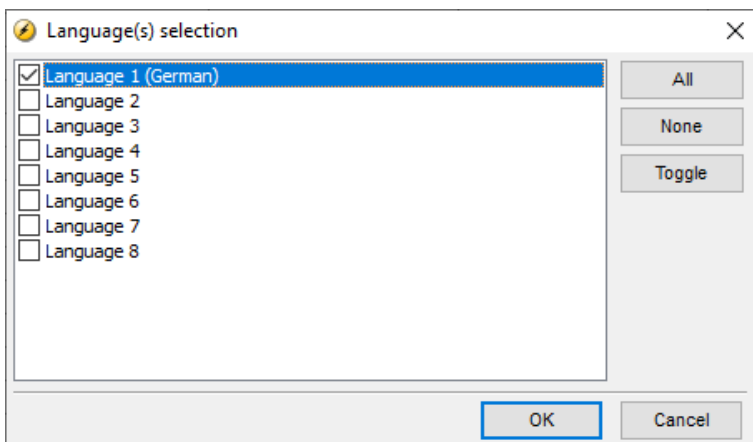 Language(s) selection
Language 1 (German)
Language 2
Language 3
Language 4
Language 5
Language 6
Language 7
Language 8
All
None
Toggle
OK
Cancel